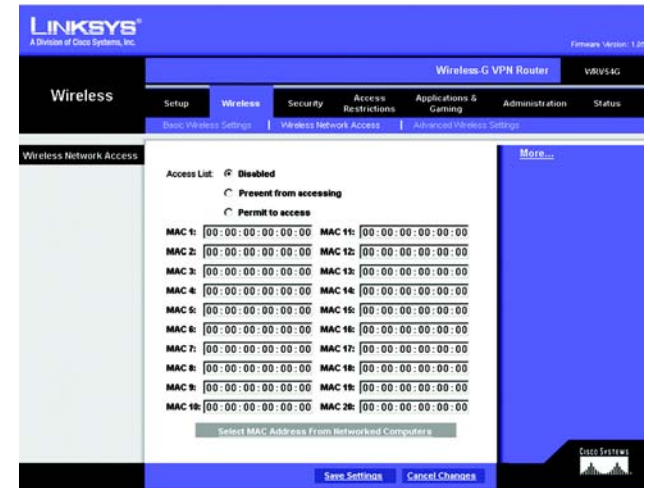 LINKSYS®
A Division of Cisco Systems, Inc.
Firmware Version: 1.
Wireless-G VPN Router WRVS4G
Wireless
Setup Wireless Security Access Restrictions Applications & Gaming Administration Status
Basic Wireless Settings | Wireless Network Access | Advanced Wireless Settings
Wireless Network Access
More...
Access List: Disabled
Prevent from accessing
Permit to access
MAC 1: 00:00:00:00:00:00 MAC 11: 00:00:00:00:00:00
MAC 2: 00:00:00:00:00:00 MAC 12: 00:00:00:00:00:00
MAC 3: 00:00:00:00:00:00 MAC 13: 00:00:00:00:00:00
MAC 4: 00:00:00:00:00:00 MAC 14: 00:00:00:00:00:00
MAC 5: 00:00:00:00:00:00 MAC 15: 00:00:00:00:00:00
MAC 6: 00:00:00:00:00:00 MAC 16: 00:00:00:00:00:00
MAC 7: 00:00:00:00:00:00 MAC 17: 00:00:00:00:00:00
MAC 8: 00:00:00:00:00:00 MAC 18: 00:00:00:00:00:00
MAC 9: 00:00:00:00:00:00 MAC 19: 00:00:00:00:00:00
MAC 10: 00:00:00:00:00:00 MAC 20: 00:00:00:00:00:00
Select MAC Address From Networked Computers
Save Settings Cancel Changes
CISCO SYSTEMS